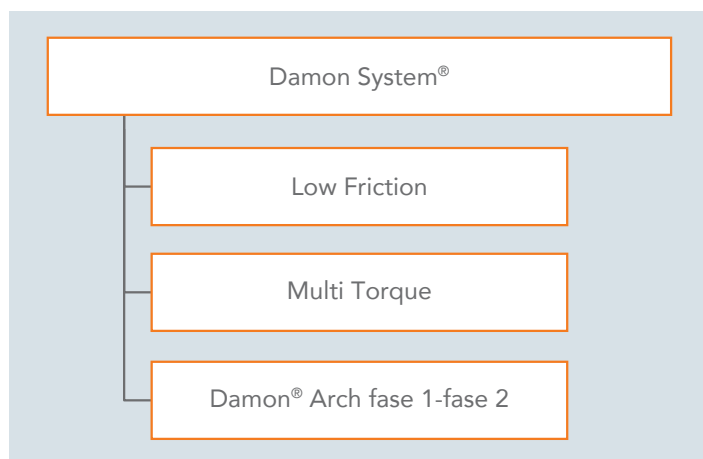 Damon System®
Low Friction
Multi Torque
Damon® Arch fase 1-fase 2